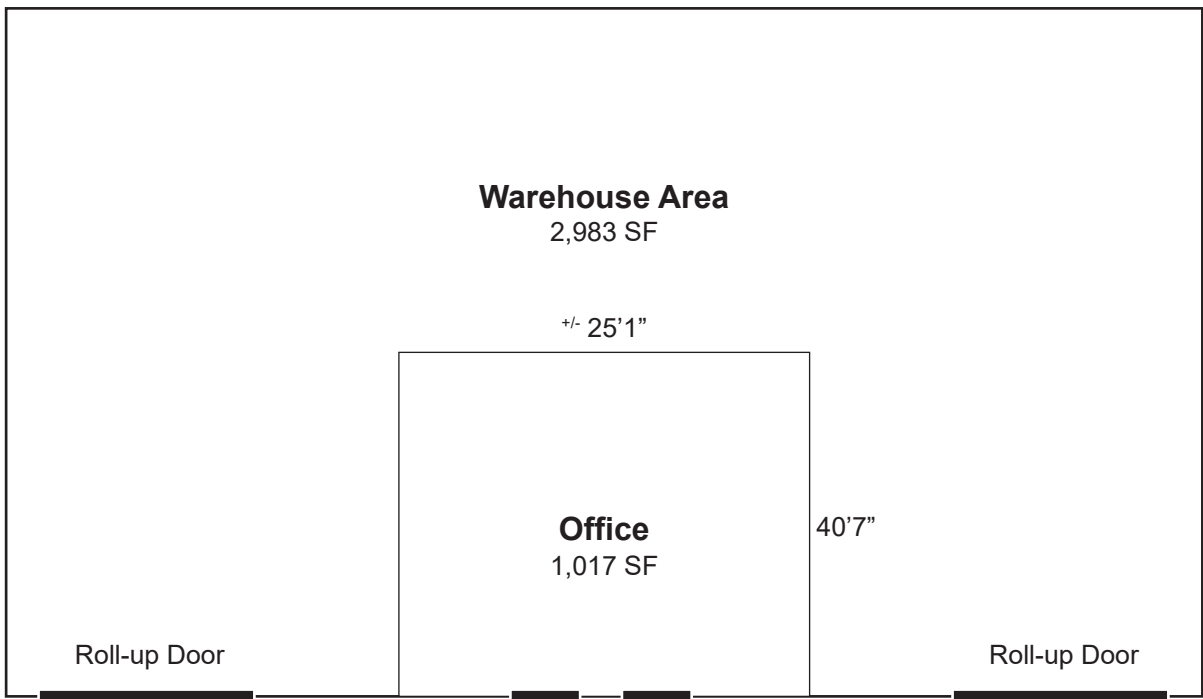 Warehouse Area
2,983 SF
+/- 25’1”
Office
1,017 SF
40’7”
Roll-up Door
Roll-up Door